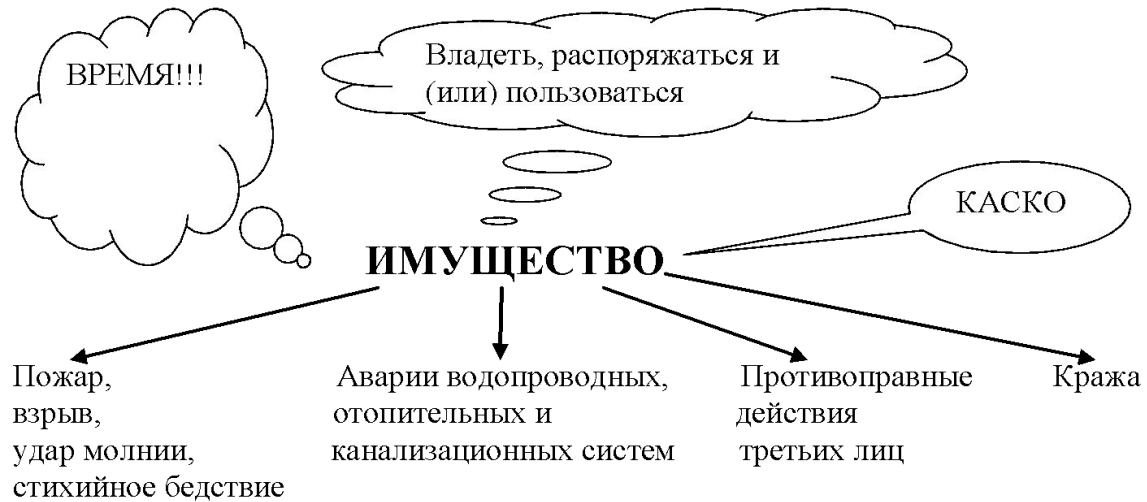 ВРЕМЯ!!!
Владеть, распоряжаться и
(или) пользоваться
КАСКО
ИМУЩЕСТВО
Пожар,
взрыв,
удар молнии,
стихийное бедствие
Аварии водопроводных,
отопительных и
канализационных систем
Противоправные
действия
третьих лиц
Кража